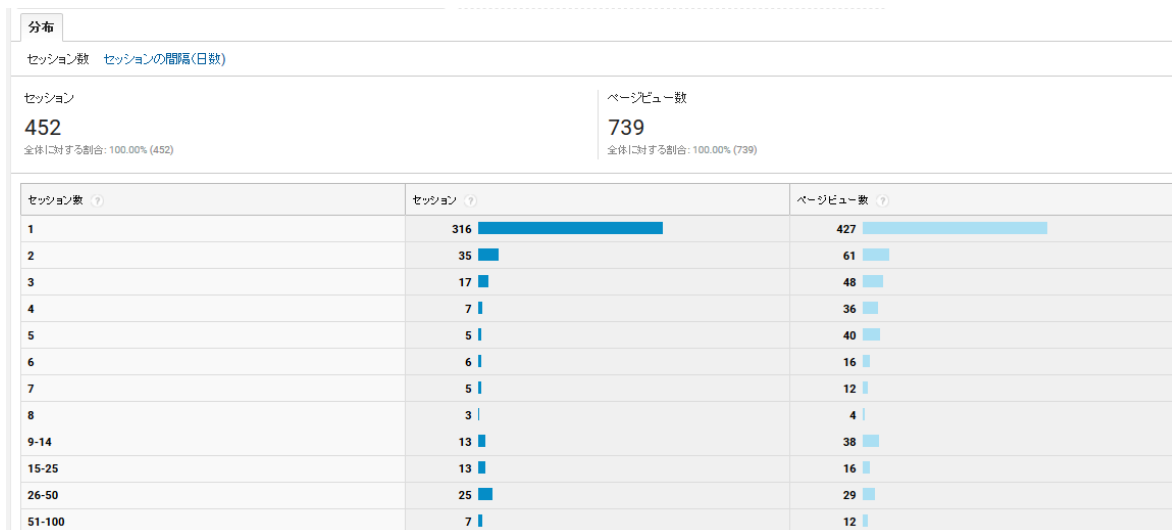 分布
セッション数 セッションの間隔(日数)
セッション ページビュー数
452 739
全体に対する割合: 100.00% (452) 全体に対する割合: 100.00% (739)
セッション数 ? セッション ? ページビュー数 ?
1 316 427
2 35 61
3 17 48
4 7 36
5 5 40
6 6 16
7 5 12
8 3 4
9-14 13 38
15-25 13 16
26-50 25 29
51-100 7 12